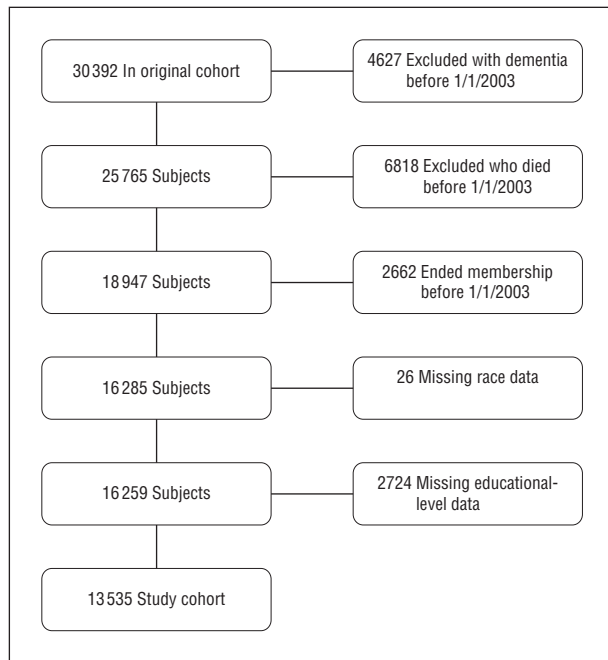 30 392 In original cohort
4627 Excluded with dementia
before 1/1/2003
25 765 Subjects
6818 Excluded who died
before 1/1/2003
18 947 Subjects
2662 Ended membership
before 1/1/2003
16 285 Subjects
26 Missing race data
16 259 Subjects
2724 Missing educational-
level data
13 535 Study cohort